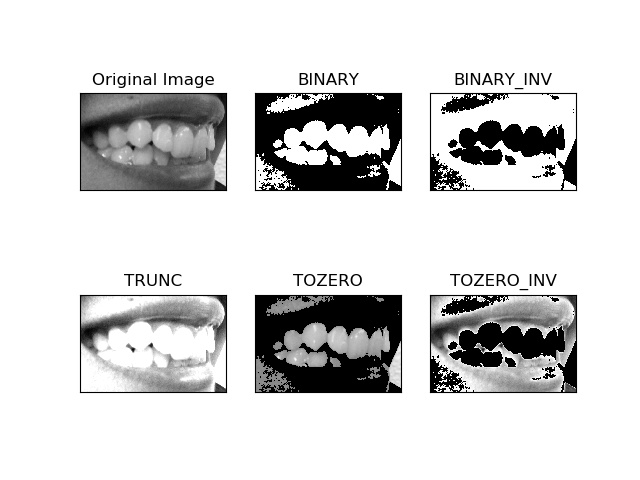 Original Image
BINARY
BINARY_INV
TRUNC
TOZERO
TOZERO_INV